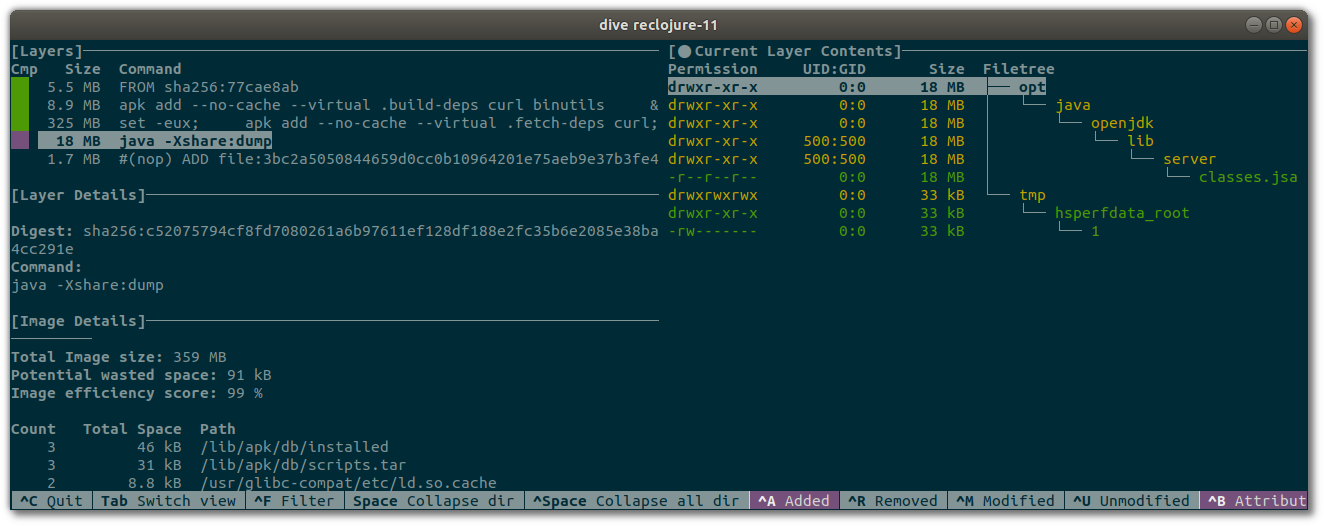 dive reclojure-11
[Layers]
Cmp Size Command
5.5 MB FROM sha256:77cae8ab
8.9 MB apk add --no-cache --virtual .build-deps curl binutils &
325 MB set -eux; apk add --no-cache --virtual .fetch-deps curl;
18 MB java -Xshare:dump
1.7 MB #(nop) ADD file:3bc2a5050844659d0cc0b10964201e75aeb9e37b3fe4
[Layer Details]
Digest: sha256:c52075794cf8fd7080261a6b97611ef128df188e2fc35b6e2085e38ba
4cc291e
Command:
java -Xshare:dump
[Image Details]
Total Image size: 359 MB
Potential wasted space: 91 kB
Image efficiency score: 99 %
Count Total Space Path
3 46 kB /lib/apk/db/installed
3 31 kB /lib/apk/db/scripts.tar
2 8.8 kB /usr/glibc-compat/etc/ld.so.cache
[●Current Layer Contents]
Permission UID:GID Size Filetree
drwxr-xr-x 0:0 18 MB ├── opt
drwxr-xr-x 0:0 18 MB │ └── java
drwxr-xr-x 0:0 18 MB │ └── openjdk
drwxr-xr-x 500:500 18 MB │ └── lib
drwxr-xr-x 500:500 18 MB │ └── server
-r--r--r-- 0:0 18 MB │ └── classes.jsa
drwxrwxrwx 0:0 33 kB └── tmp
drwxr-xr-x 0:0 33 kB └── hsperfdata_root
-rw------- 0:0 33 kB └── 1
^C Quit Tab Switch view ^F Filter Space Collapse dir ^Space Collapse all dir ^A Added ^R Removed ^M Modified ^U Unmodified ^B Attribut